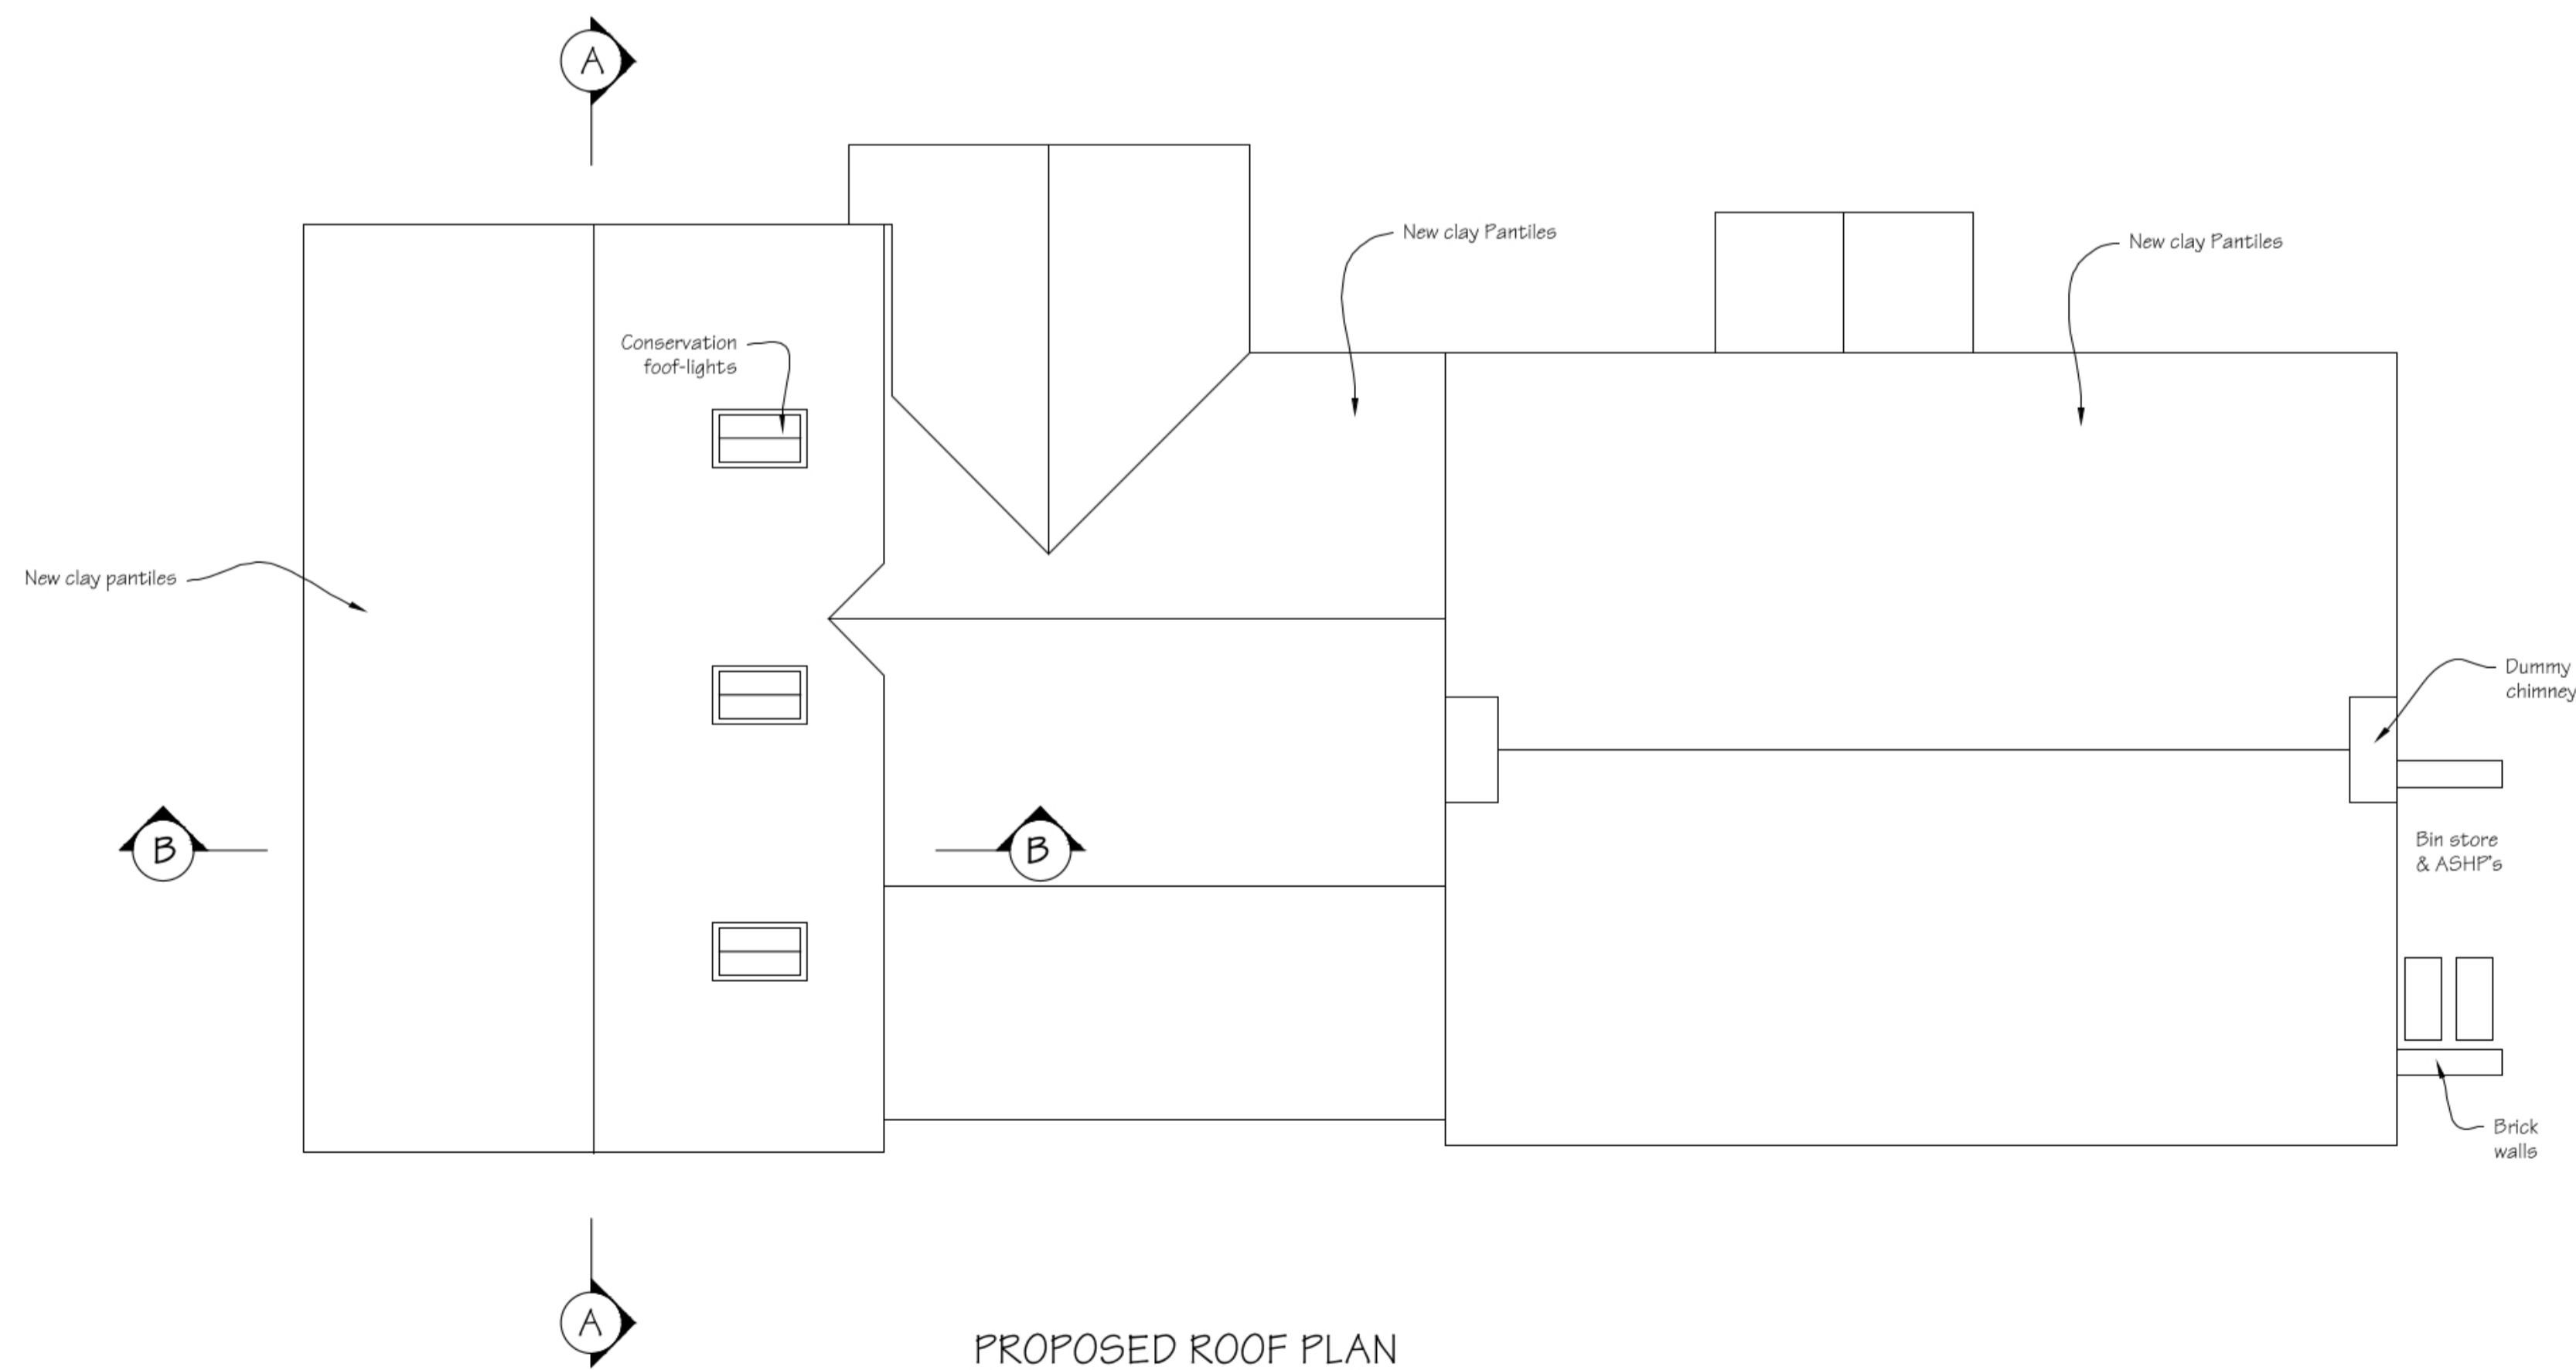 A
New clay Pantiles
New clay Pantiles
Conservation
foof-lights
New clay pantiles
Dummy
chimney
B
B
Bin store
& ASHP's
Brick
walls
A
PROPOSED ROOF PLAN